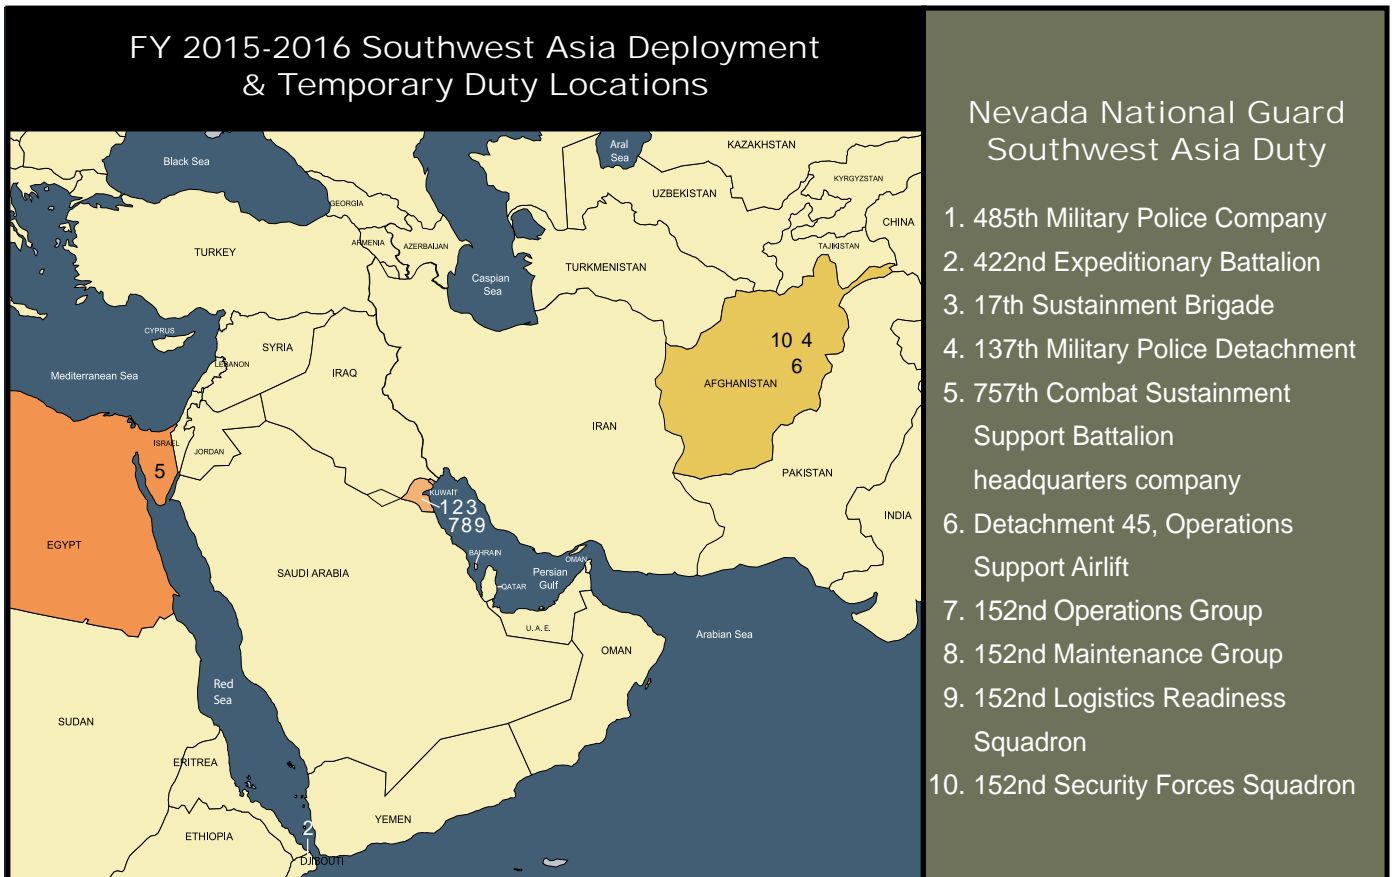 FY 2015-2016 Southwest Asia Deployment
& Temporary Duty Locations
Black Sea
Aral
Sea
KAZAKHSTAN
KYRGYZSTAN
UZBEKISTAN
GEORGIA
CHINA
ARMENIA
AZERBAIJAN
TAJIKISTAN
TURKEY
TURKMENISTAN
Caspian
Sea
CYPRUS
SYRIA
LEBANON
IRAQ
Mediterranean Sea
10 4
6
AFGHANISTAN
IRAN
ISRAEL
JORDAN
5
PAKISTAN
KUWAIT
1 2 3
7 8 9
INDIA
EGYPT
SAUDI ARABIA
BAHRAIN
QATAR
Persian
Gulf
OMAN
U. A. E.
OMAN
Arabian Sea
Red
Sea
SUDAN
ERITREA
YEMEN
ETHIOPIA
2
DJIBOUTI
Nevada National Guard
Southwest Asia Duty
1. 485th Military Police Company
2. 422nd Expeditionary Battalion
3. 17th Sustainment Brigade
4. 137th Military Police Detachment
5. 757th Combat Sustainment
Support Battalion
headquarters company
6. Detachment 45, Operations
Support Airlift
7. 152nd Operations Group
8. 152nd Maintenance Group
9. 152nd Logistics Readiness
Squadron
10. 152nd Security Forces Squadron